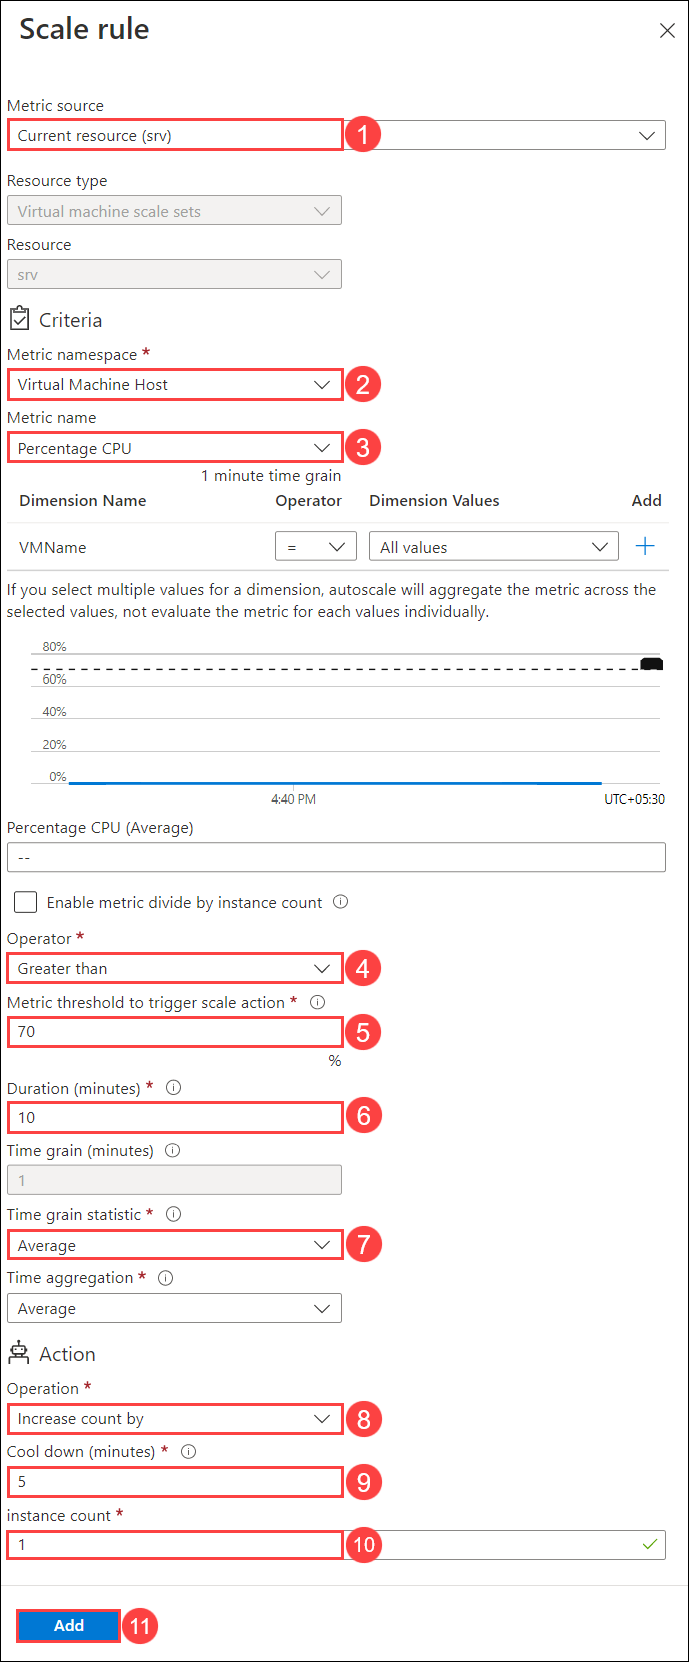 Scale rule
Metric source
Current resource (srv)
1
Resource type
Virtual machine scale sets
Resource
srv
Criteria
Metric namespace *
Virtual Machine Host
2
Metric name
Percentage CPU
3
1 minute time grain
Dimension Name Operator Dimension Values Add
VMName = All values +
If you select multiple values for a dimension, autoscale will aggregate the metric across the
selected values, not evaluate the metric for each values individually.
80%
60%
40%
20%
0%
4:40 PM UTC+05:30
Percentage CPU (Average)
--
Enable metric divide by instance count
Operator *
Greater than
4
Metric threshold to trigger scale action *
70
5
%
Duration (minutes) *
10
6
Time grain (minutes)
1
Time grain statistic *
Average
7
Time aggregation *
Average
Action
Operation *
Increase count by
8
Cool down (minutes) *
5
9
instance count *
1
10
Add
11